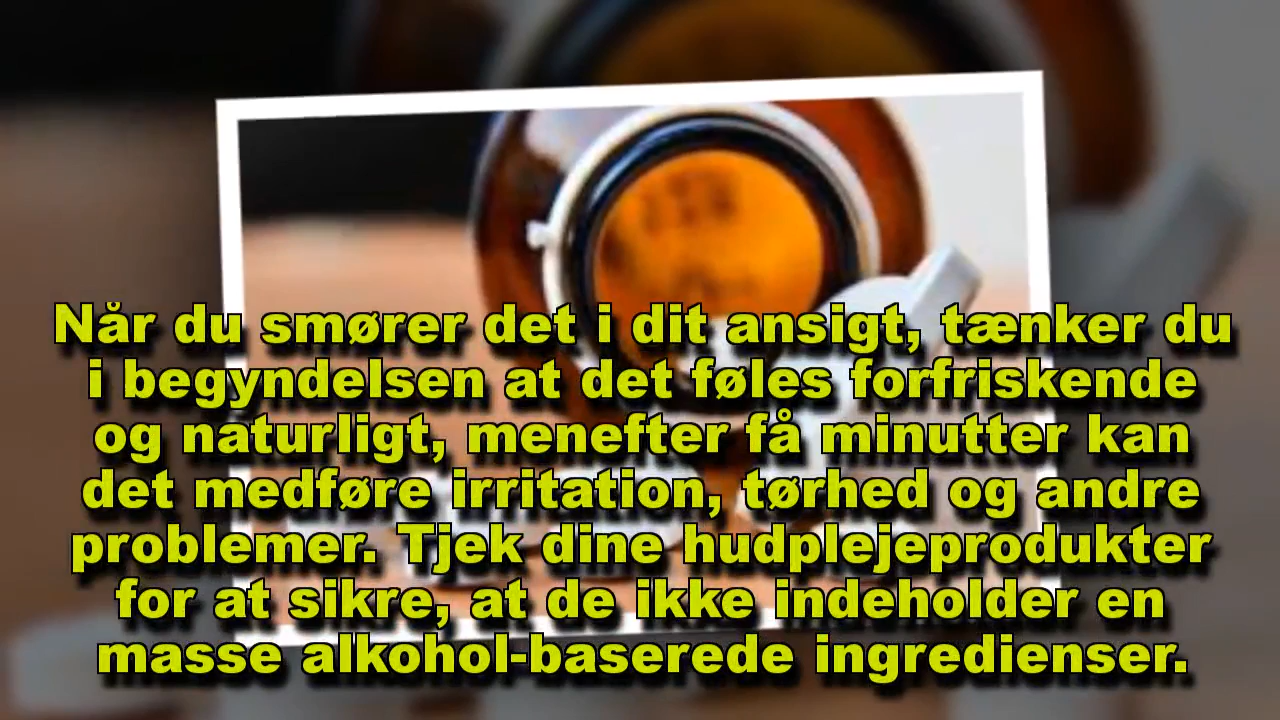 Når du smører det i dit ansigt, tænker du
i begyndelsen at det føles forfriskende
og naturligt, menefter få minutter kan
det medføre irritation, tørhed og andre
problemer. Tjek dine hudplejeprodukter
for at sikre, at de ikke indeholder en
masse alkohol-baserede ingredienser.